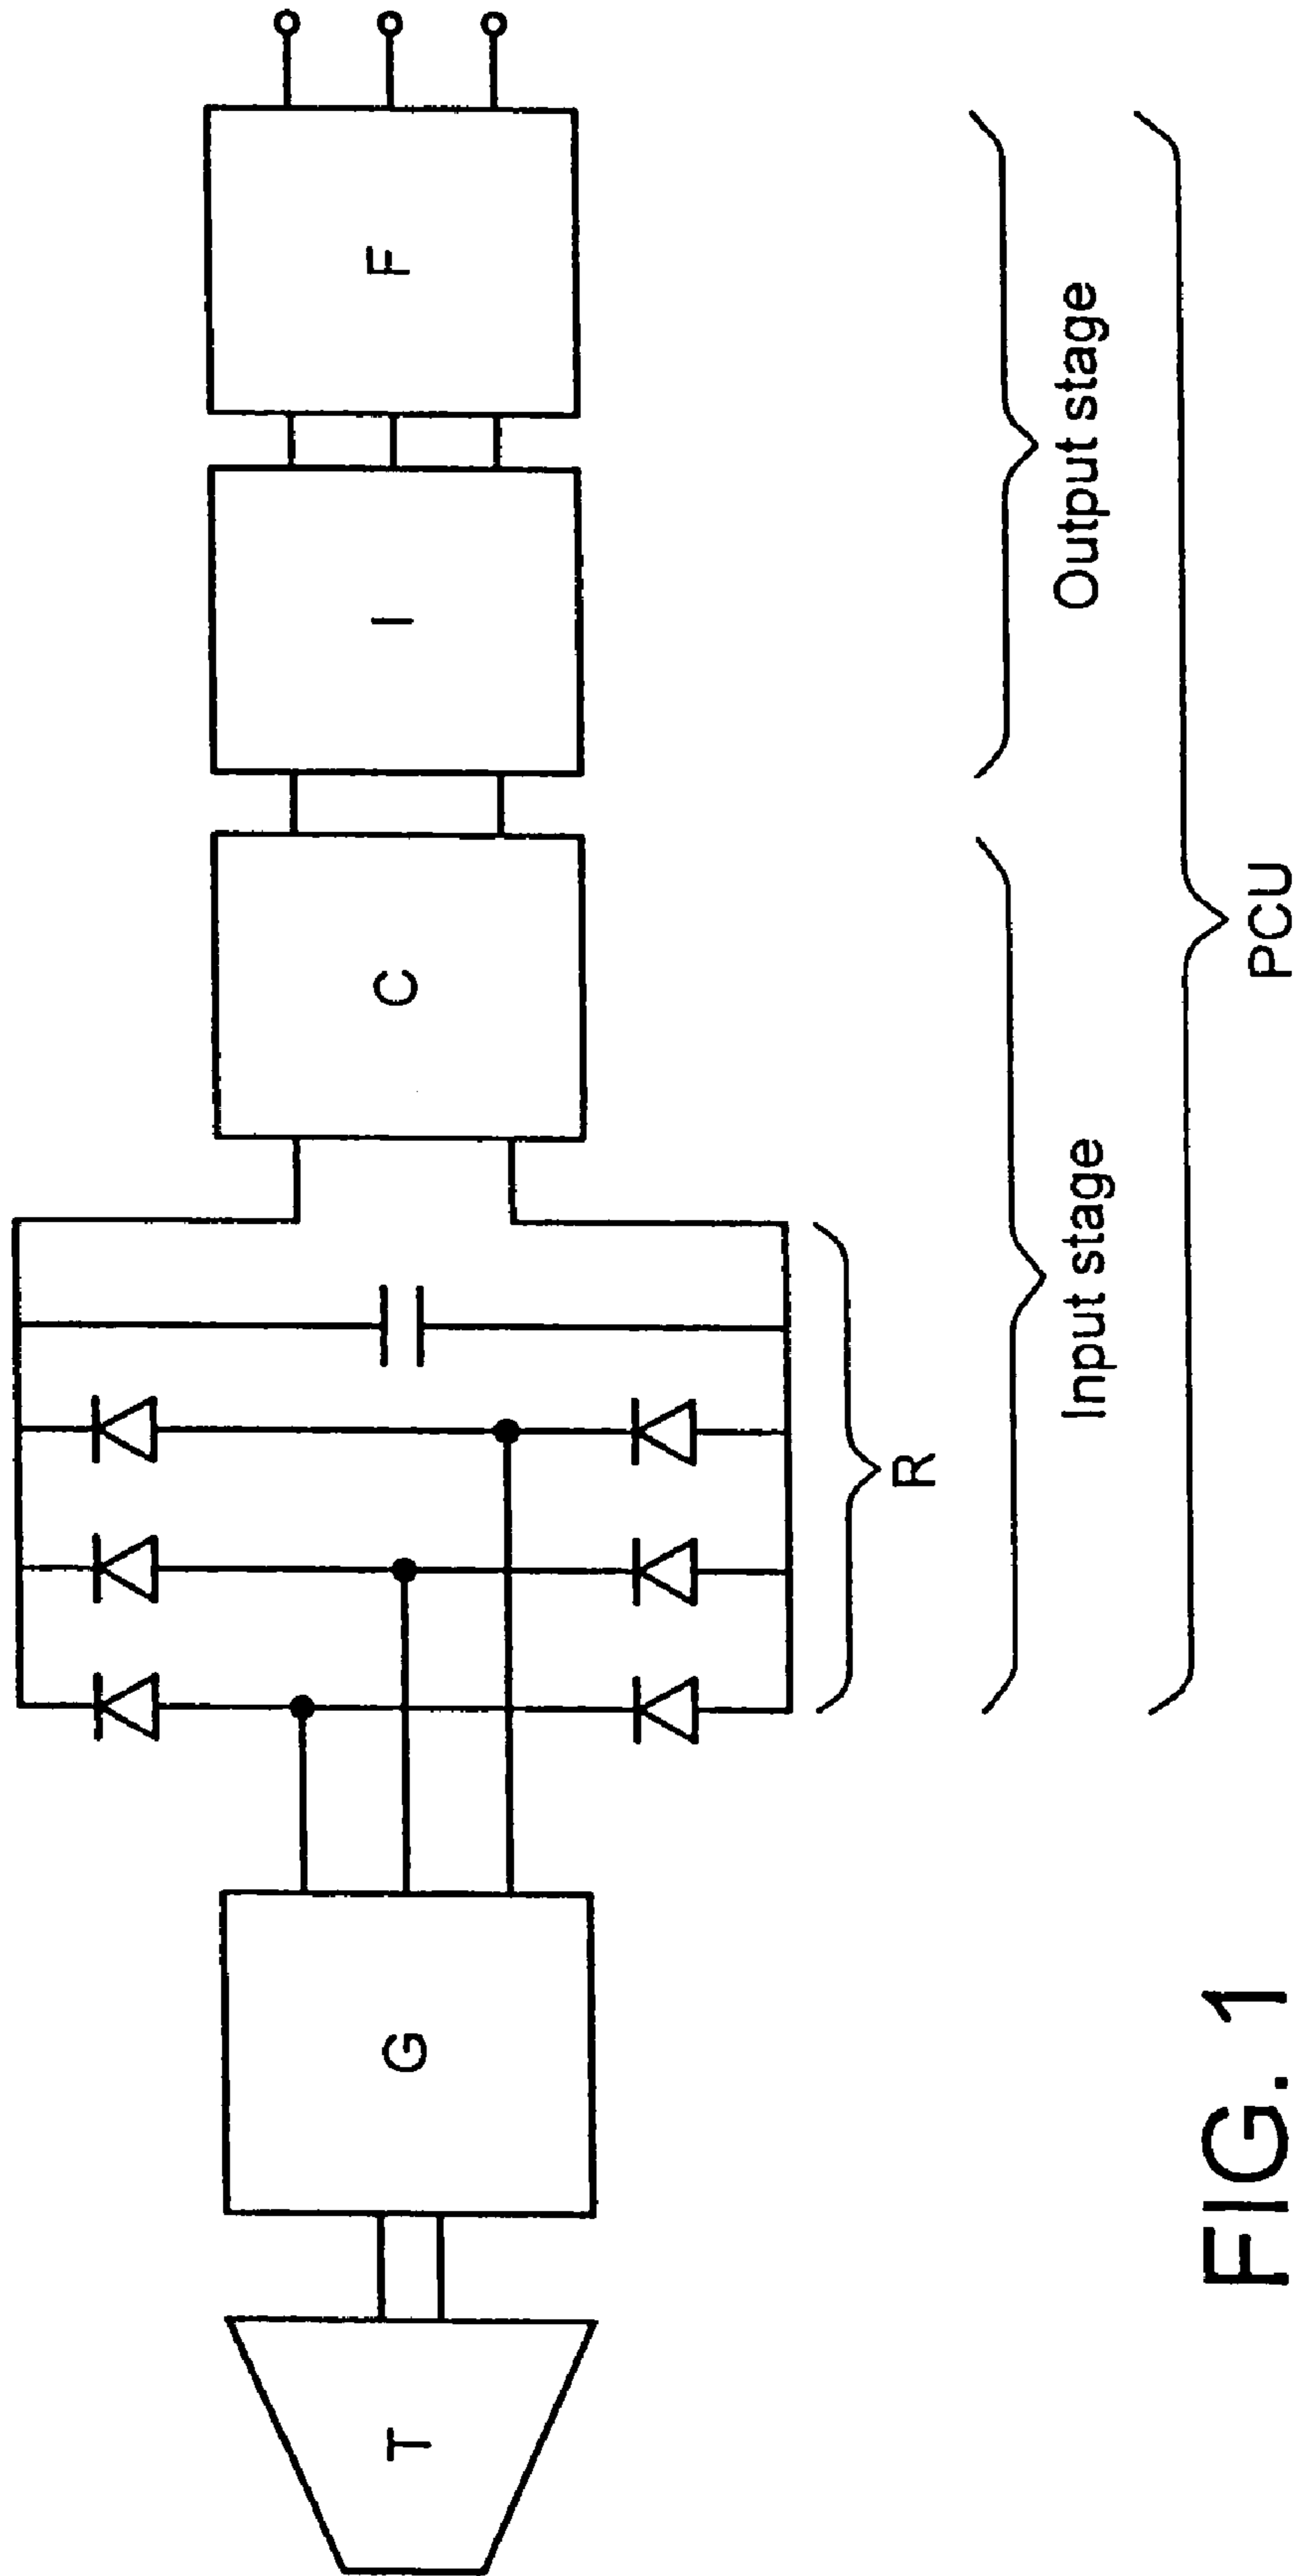 T
G
R
C
I
F
Input stage
Output stage
PCU
FIG. 1